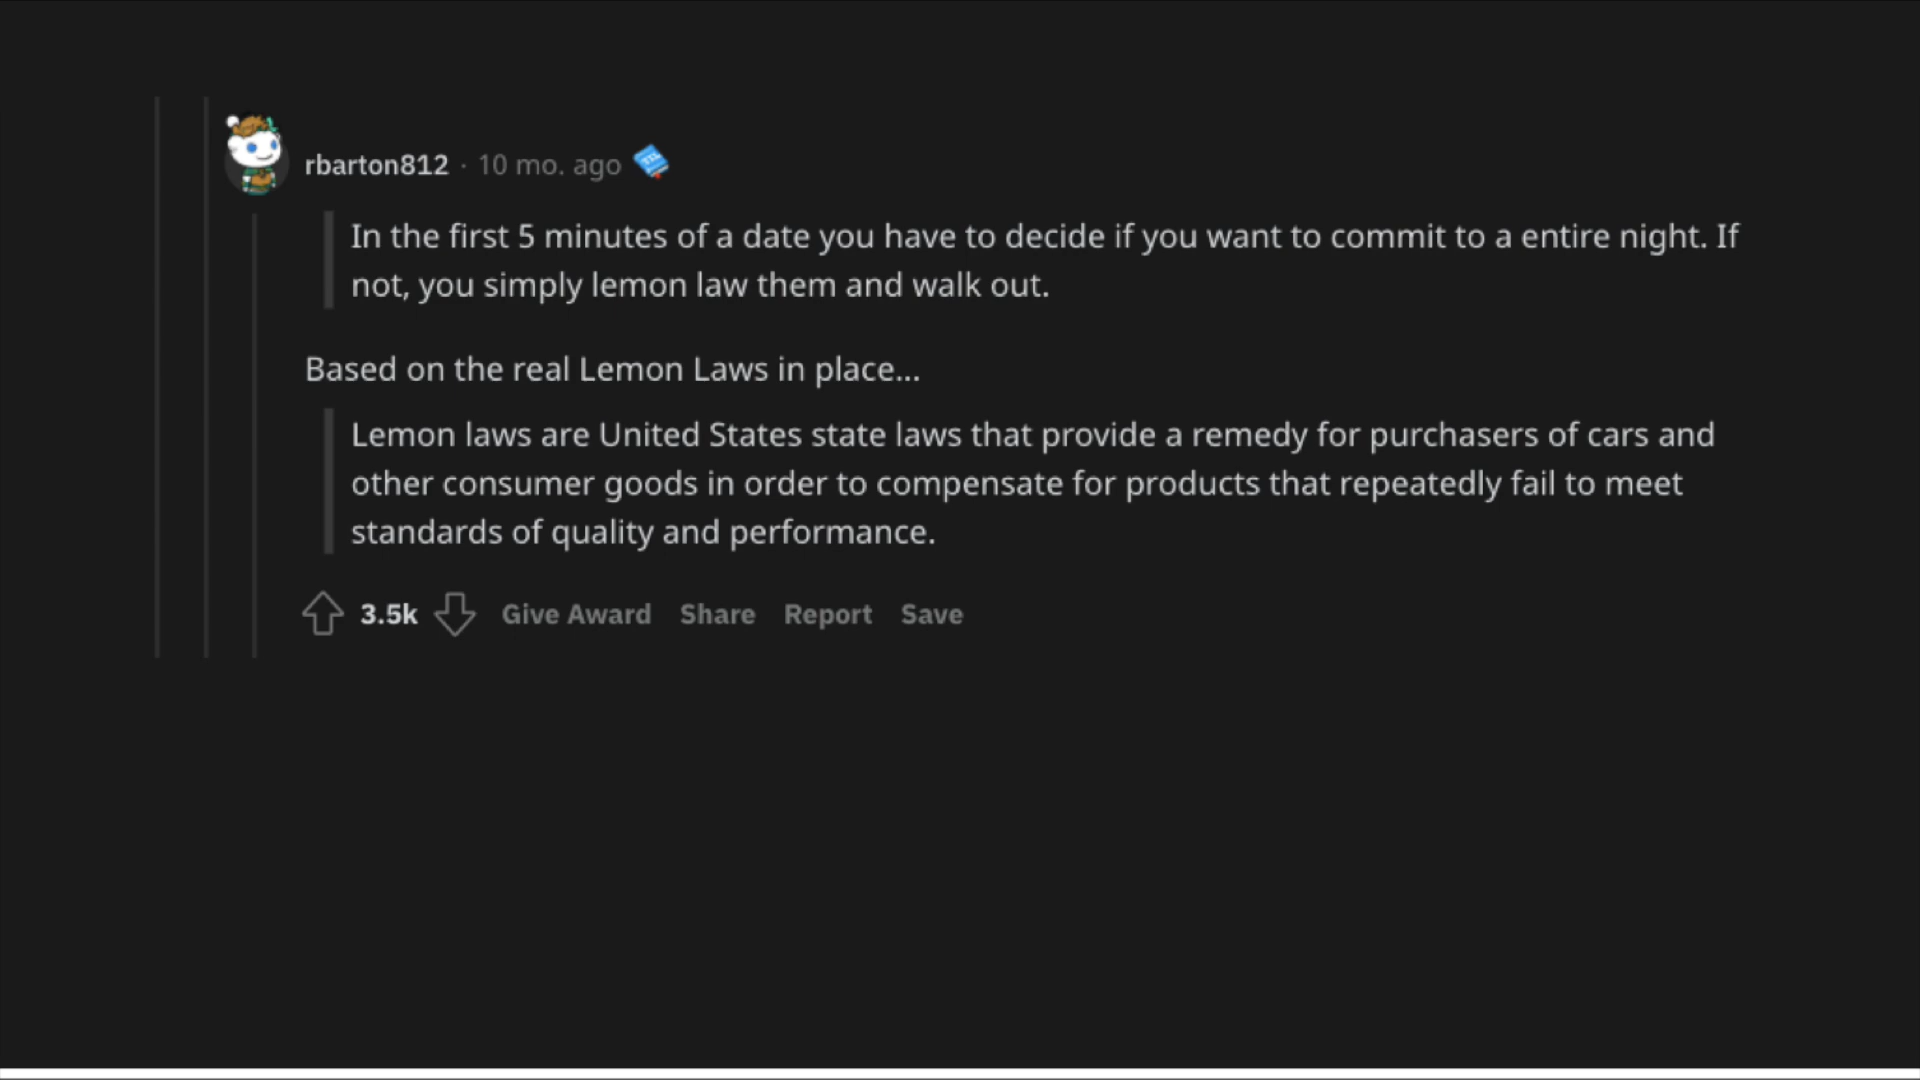 rbarton812 · 10 mo. ago
In the first 5 minutes of a date you have to decide if you want to commit to a entire night. If
not, you simply lemon law them and walk out.
Based on the real Lemon Laws in place...
Lemon laws are United States state laws that provide a remedy for purchasers of cars and
other consumer goods in order to compensate for products that repeatedly fail to meet
standards of quality and performance.
3.5k Give Award Share Report Save